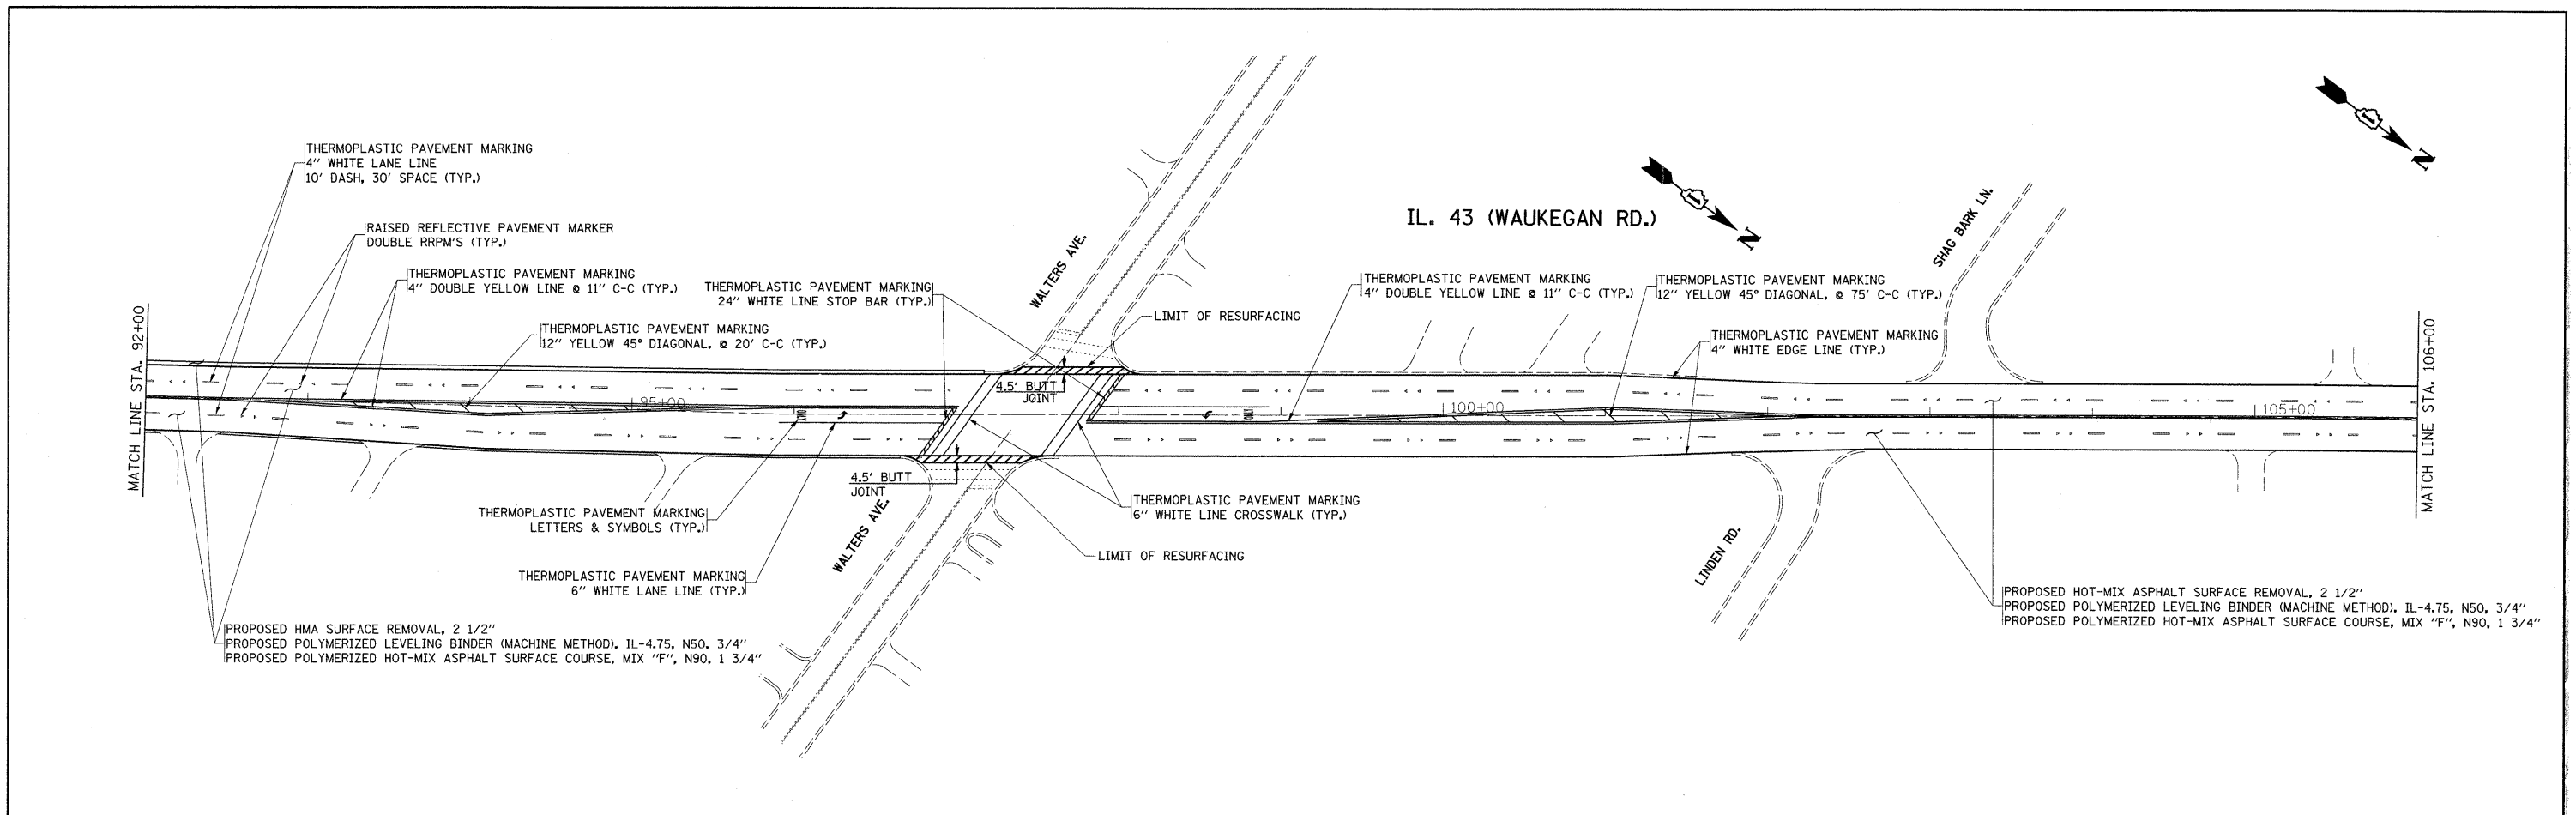 THERMOPLASTIC PAVEMENT MARKING
4" WHITE LANE LINE
10' DASH, 30' SPACE (TYP.)
RAISED REFLECTIVE PAVEMENT MARKER
DOUBLE RRPM'S (TYP.)
THERMOPLASTIC PAVEMENT MARKING
4" DOUBLE YELLOW LINE @ 11" C-C (TYP.)
THERMOPLASTIC PAVEMENT MARKING
24" WHITE LINE STOP BAR (TYP.)
THERMOPLASTIC PAVEMENT MARKING
12" YELLOW 45° DIAGONAL, @ 20' C-C (TYP.)
WALTERS AVE.
LIMIT OF RESURFACING
IL. 43 (WAUKEGAN RD.)
N
N
SHAG BARK LN.
THERMOPLASTIC PAVEMENT MARKING
4" DOUBLE YELLOW LINE @ 11" C-C (TYP.)
THERMOPLASTIC PAVEMENT MARKING
12" YELLOW 45° DIAGONAL, @ 75' C-C (TYP.)
THERMOPLASTIC PAVEMENT MARKING
4" WHITE EDGE LINE (TYP.)
MATCH LINE STA. 92+00
95+00
4.5' BUTT
JOINT
100+00
105+00
MATCH LINE STA. 106+00
4.5' BUTT
JOINT
THERMOPLASTIC PAVEMENT MARKING
LETTERS & SYMBOLS (TYP.)
THERMOPLASTIC PAVEMENT MARKING
6" WHITE LINE CROSSWALK (TYP.)
WALTERS AVE.
LIMIT OF RESURFACING
LINDEN RD.
THERMOPLASTIC PAVEMENT MARKING
6" WHITE LANE LINE (TYP.)
PROPOSED HMA SURFACE REMOVAL, 2 1/2"
PROPOSED POLYMERIZED LEVELING BINDER (MACHINE METHOD), IL-4.75, N50, 3/4"
PROPOSED POLYMERIZED HOT-MIX ASPHALT SURFACE COURSE, MIX "F", N90, 1 3/4"
PROPOSED HOT-MIX ASPHALT SURFACE REMOVAL, 2 1/2"
PROPOSED POLYMERIZED LEVELING BINDER (MACHINE METHOD), IL-4.75, N50, 3/4"
PROPOSED POLYMERIZED HOT-MIX ASPHALT SURFACE COURSE, MIX "F", N90, 1 3/4"